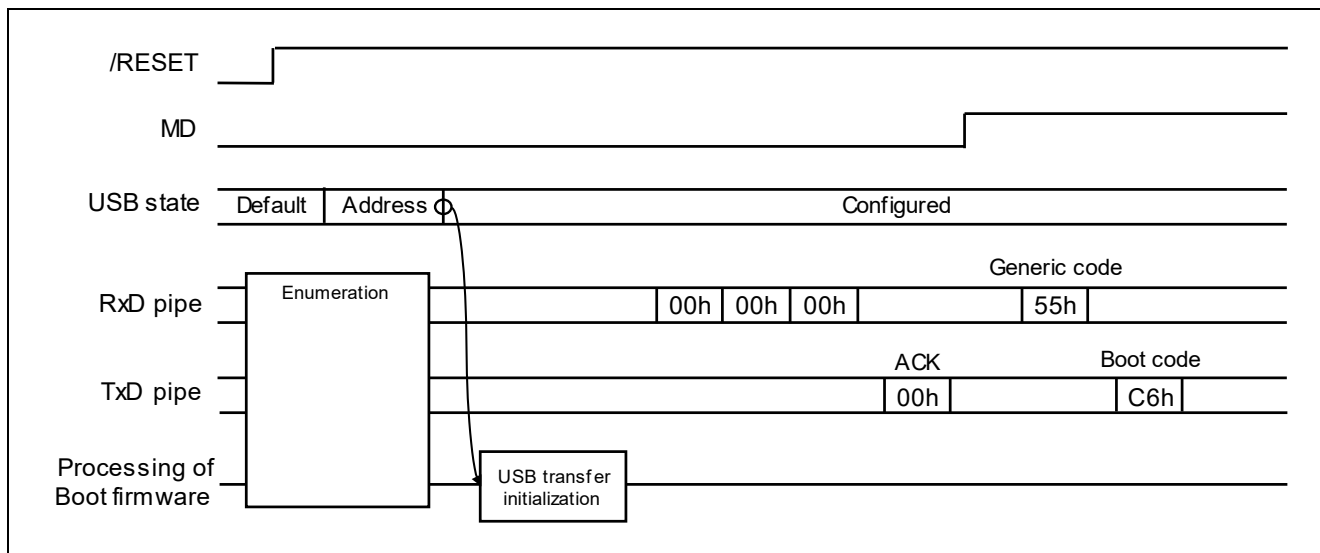 /RESET
MD
USB state
Default
Address
Configured
Generic code
RxD pipe
Enumeration
00h
00h
00h
55h
ACK
Boot code
TxD pipe
00h
C6h
Processing of
Boot firmware
USB transfer
initialization